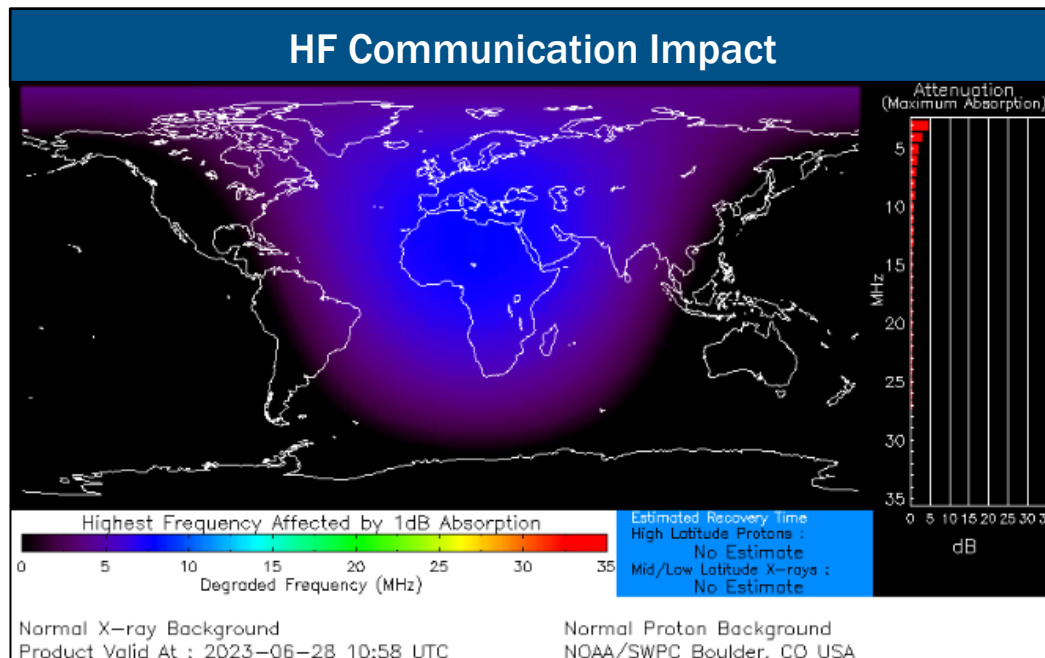 HF Communication Impact
Attenuation
(Maximum Absorption)
5
10
15
MHz
20
25
30
35
0 5 10 15 20 25 30 3
dB
Highest Frequency Affected by 1dB Absorption
0 5 10 15 20 25 30 35
Degraded Frequency (MHz)
Estimated Recovery Time
High Latitude Protons :
No Estimate
Mid/Low Latitude X-rays :
No Estimate
Normal X-ray Background
Product Valid At : 2023-06-28 10:58 UTC
Normal Proton Background
NOAA/SWPC Boulder, CO USA